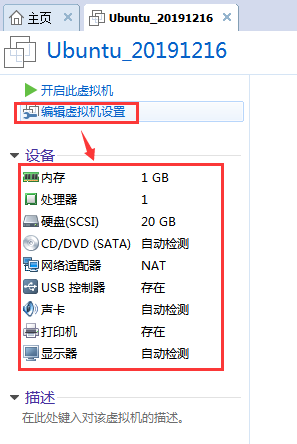 主页 Ubuntu_20191216
Ubuntu_20191216
开启此虚拟机
编辑虚拟机设置
设备
内存 1 GB
处理器 1
硬盘(SCSI) 20 GB
CD/DVD (SATA) 自动检测
网络适配器 NAT
USB 控制器 存在
声卡 自动检测
打印机 存在
显示器 自动检测
描述
在此处键入对该虚拟机的描述。